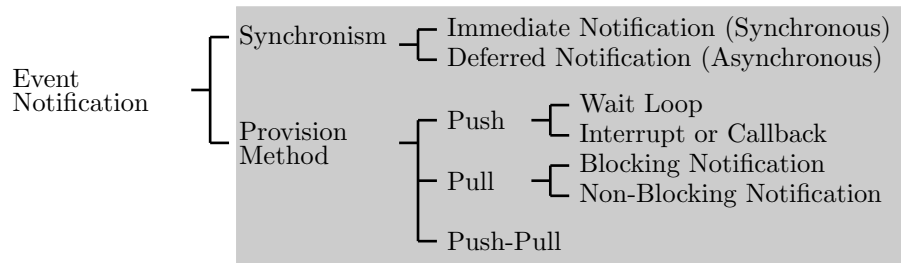 Event
Notification
Synchronism
Immediate Notification (Synchronous)
Deferred Notification (Asynchronous)
Provision
Method
Push
Wait Loop
Interrupt or Callback
Pull
Blocking Notification
Non-Blocking Notification
Push-Pull